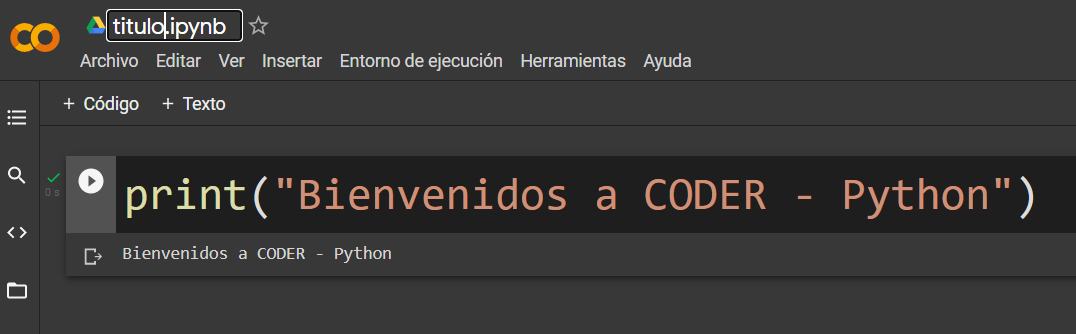 titulo.ipynb
Archivo Editar Ver Insertar Entorno de ejecución Herramientas Ayuda
+ Código + Texto
print("Bienvenidos a CODER - Python")
0 s
Bienvenidos a CODER - Python